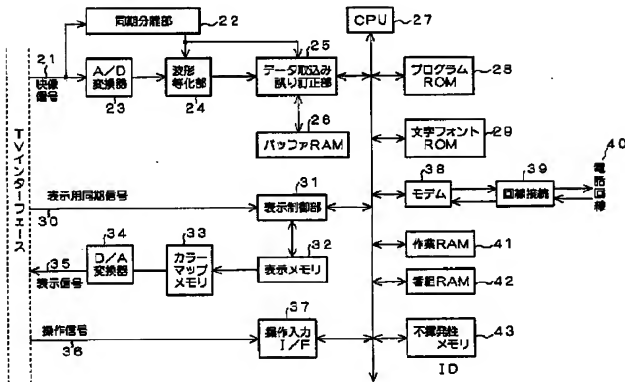 同期分離部
22
CPU
27
21
映像
信号
A/D
変換器
23
波形
等化部
24
25
データ取込み
誤り訂正部
プログラム
ROM
28
26
バッファRAM
文字フォント
ROM
29
TVインターフェース
表示用同期信号
30
31
表示制御部
38
モデム
39
回線接続
40
電話回線
34
D/A
変換器
33
カラー
マップ
メモリ
32
表示メモリ
35
表示信号
作業RAM
41
番組RAM
42
操作信号
36
37
操作入力
I/F
不揮発性
メモリ
43
ID